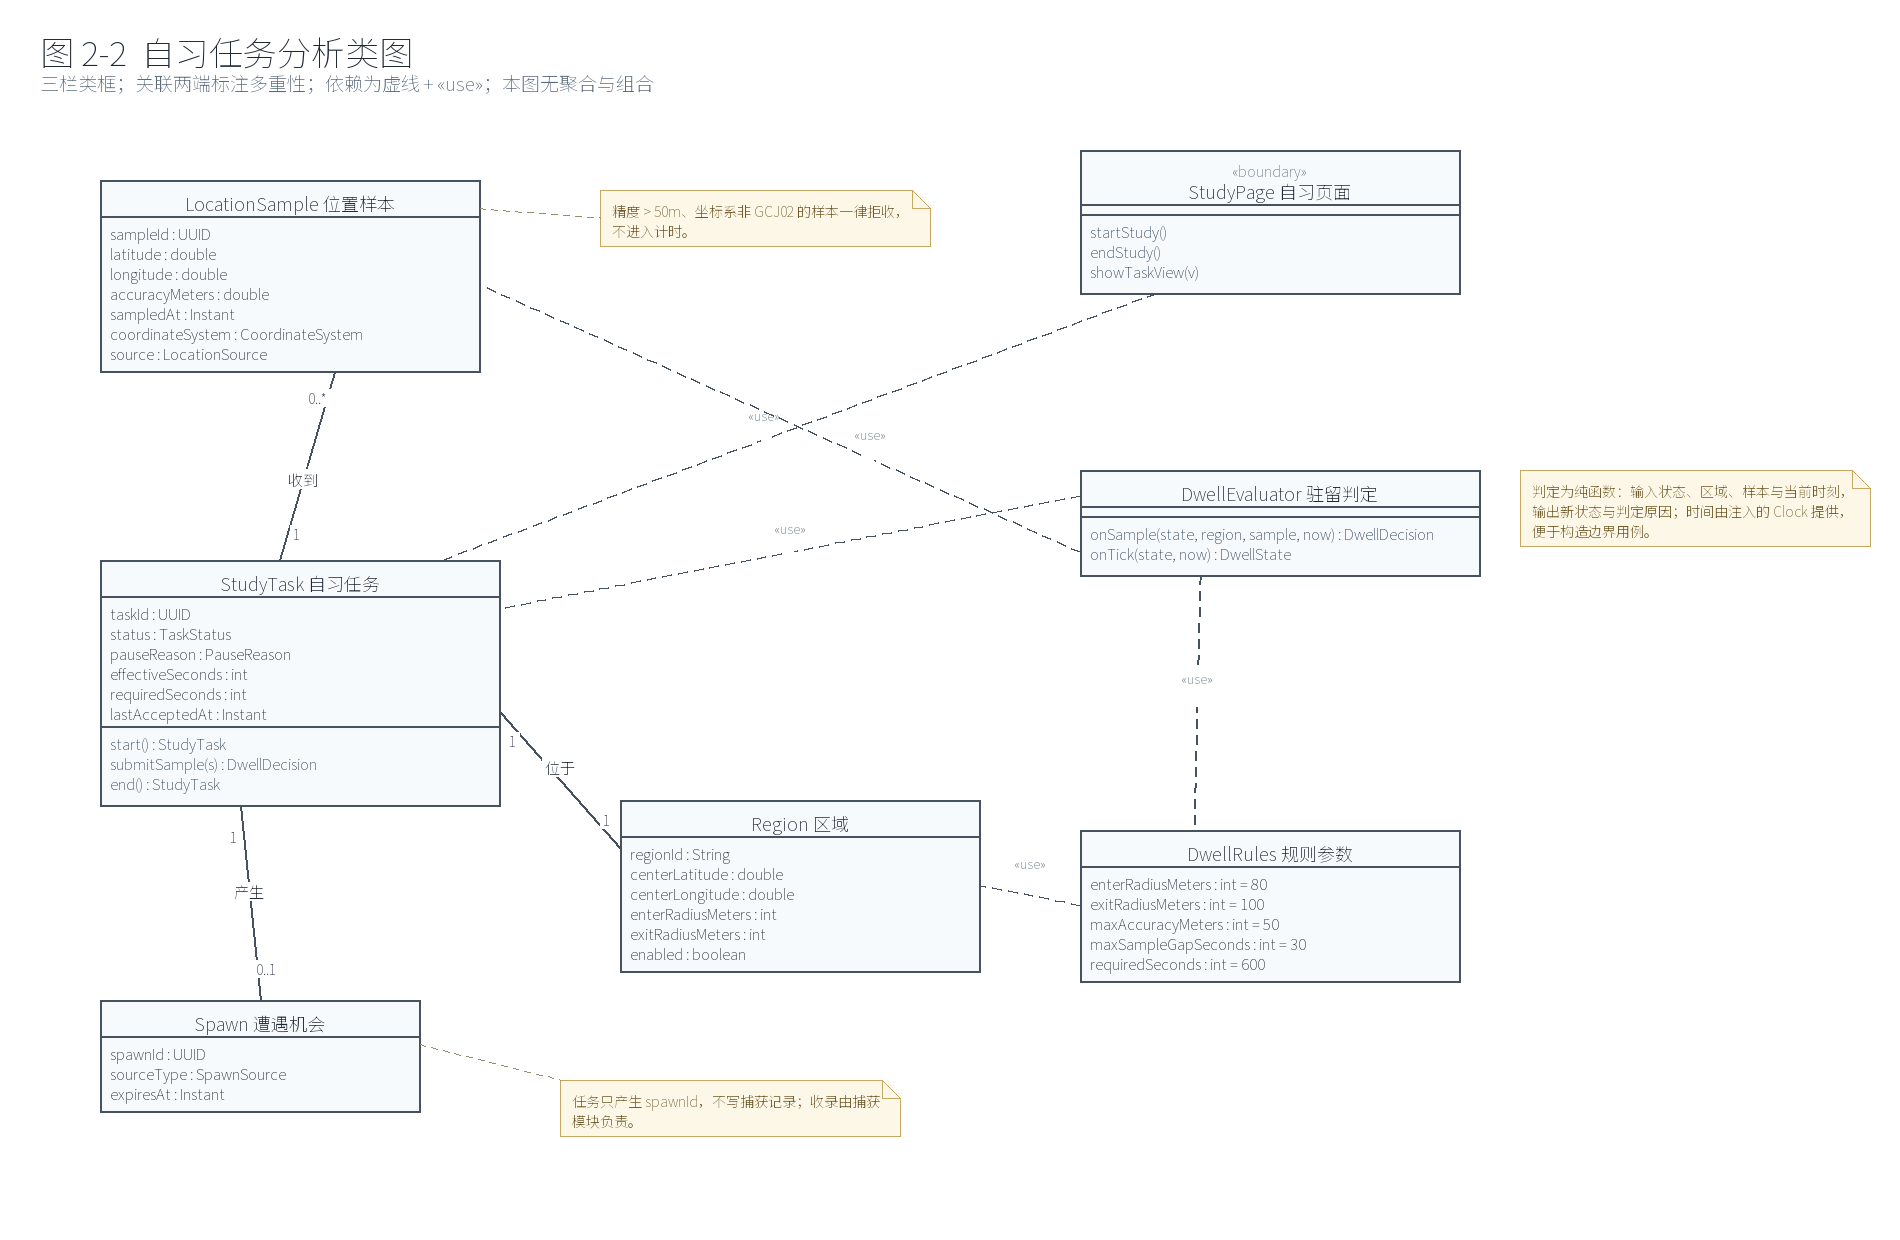 图 2-2 自习任务分析类图
三栏类框；关联两端标注多重性；依赖为虚线 + «use»；本图无聚合与组合
LocationSample 位置样本
sampleId : UUID
latitude : double
longitude : double
accuracyMeters : double
sampledAt : Instant
coordinateSystem : CoordinateSystem
source : LocationSource
精度 > 50m、坐标系非 GCJ02 的样本一律拒收，
不进入计时。
«boundary»
StudyPage 自习页面
startStudy()
endStudy()
showTaskView(v)
0..*
收到
1
«use»
«use»
«use»
DwellEvaluator 驻留判定
onSample(state, region, sample, now) : DwellDecision
onTick(state, now) : DwellState
判定为纯函数：输入状态、区域、样本与当前时刻，
输出新状态与判定原因；时间由注入的 Clock 提供，
便于构造边界用例。
StudyTask 自习任务
taskId : UUID
status : TaskStatus
pauseReason : PauseReason
effectiveSeconds : int
requiredSeconds : int
lastAcceptedAt : Instant
start() : StudyTask
submitSample(s) : DwellDecision
end() : StudyTask
«use»
1
位于
1
Region 区域
regionId : String
centerLatitude : double
centerLongitude : double
enterRadiusMeters : int
exitRadiusMeters : int
enabled : boolean
«use»
DwellRules 规则参数
enterRadiusMeters : int = 80
exitRadiusMeters : int = 100
maxAccuracyMeters : int = 50
maxSampleGapSeconds : int = 30
requiredSeconds : int = 600
1
产生
0..1
Spawn 遭遇机会
spawnId : UUID
sourceType : SpawnSource
expiresAt : Instant
任务只产生 spawnId，不写捕获记录；收录由捕获
模块负责。